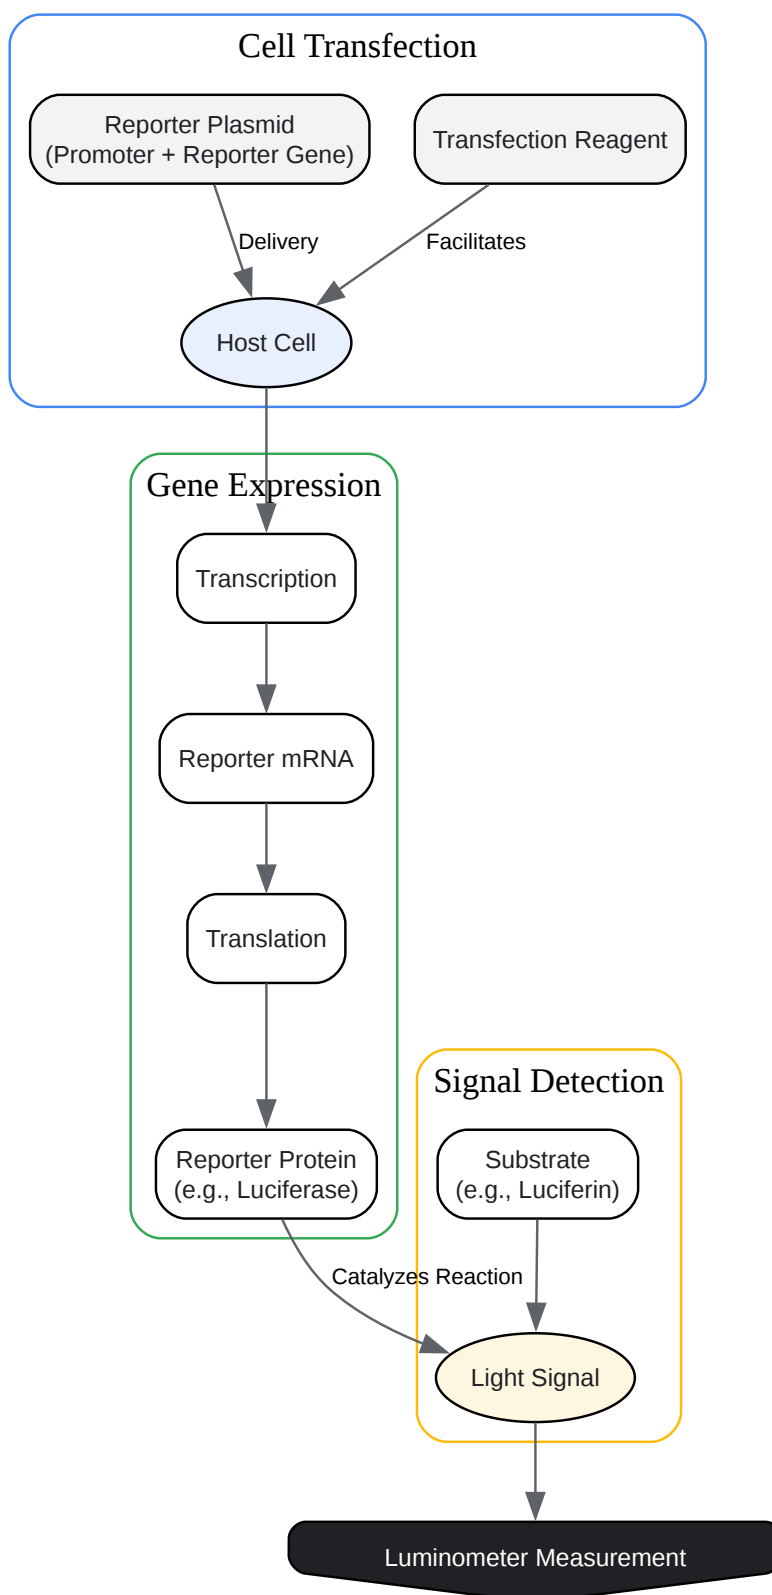 Cell Transfection
Reporter Plasmid
(Promoter + Reporter Gene)
Transfection Reagent
Delivery
Facilitates
Host Cell
Gene Expression
Transcription
Reporter mRNA
Translation
Signal Detection
Reporter Protein
(e.g., Luciferase)
Substrate
(e.g., Luciferin)
Catalyzes Reaction
Light Signal
Luminometer Measurement